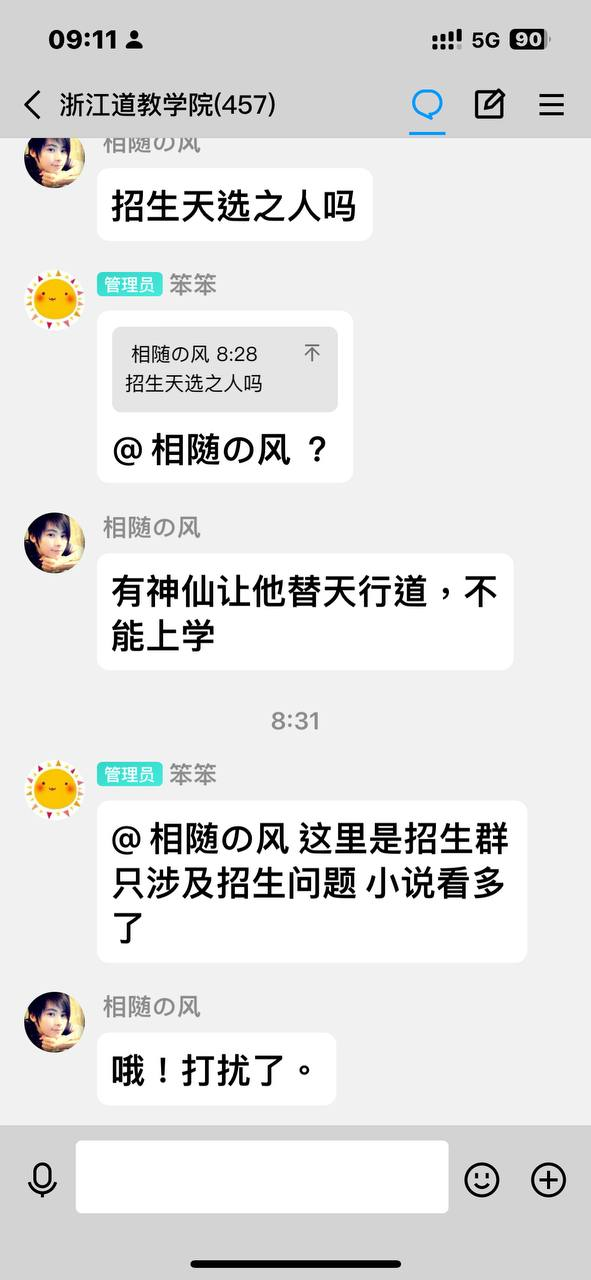 09:11
5G 90
浙江道教学院(457)
相随の风
招生天选之人吗
管理员 笨笨
相随の风 8:28
招生天选之人吗
@ 相随の风 ？
相随の风
有神仙让他替天行道，不
能上学
8:31
管理员 笨笨
@ 相随の风 这里是招生群
只涉及招生问题 小说看多
了
相随の风
哦！打扰了。